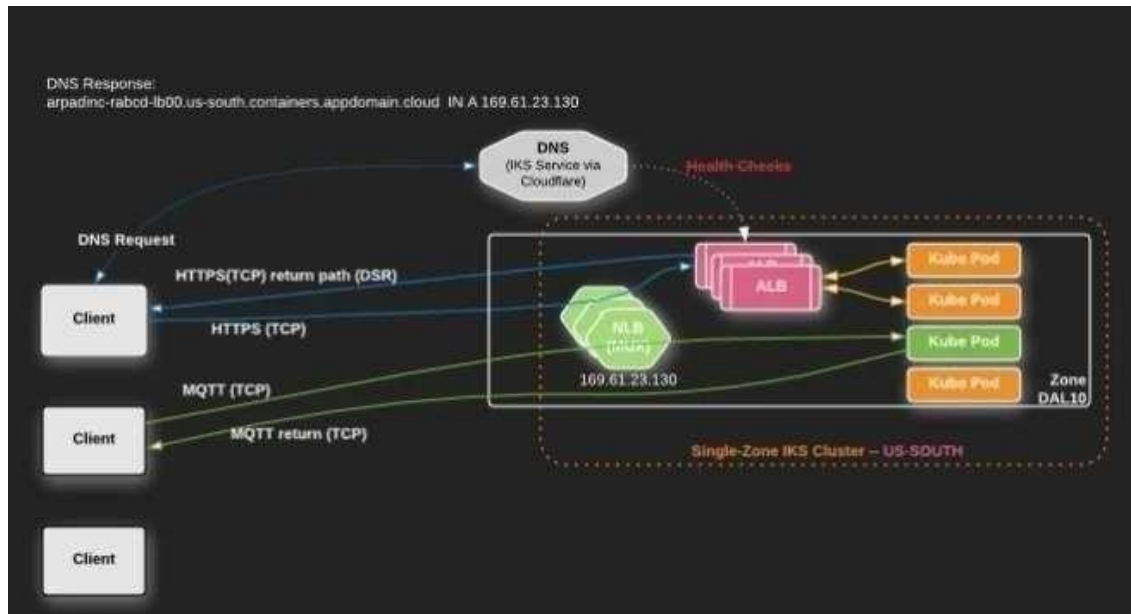 DNS Response:
arpadinc-rabcd-lb00.us-south.containers.appdomain.cloud IN A 169.61.23.130
DNS
(IKS Service via
Cloudflare)
Health Checks
DNS Request
HTTPS(TCP) return path (DSR)
ALB
ALB
Kube Pod
Client
HTTPS (TCP)
NLB
(MUX)
169.61.23.130
Kube Pod
Kube Pod
Kube Pod
Zone
DAL10
MQTT (TCP)
Client
MQTT return (TCP)
Single-Zone IKS Cluster -- US-SOUTH
Client